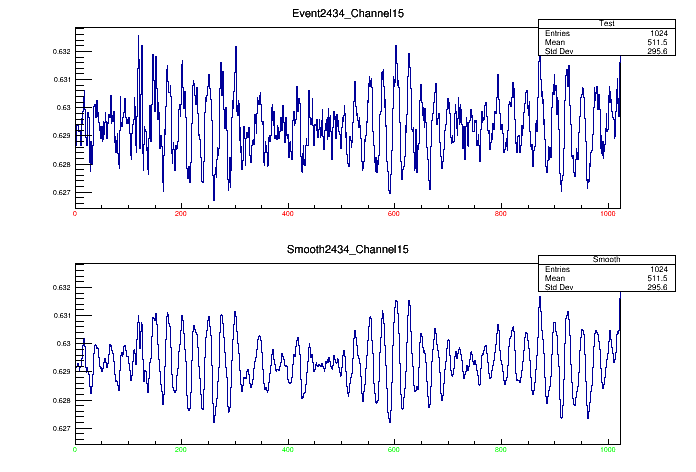 Event2434_Channel15
Test
Entries 1024
Mean 511.5
Std Dev 295.6
0.632
0.631
0.63
0.629
0.628
0.627
0 200 400 600 800 1000
Smooth2434_Channel15
Smooth
Entries 1024
Mean 511.5
Std Dev 295.6
0.632
0.631
0.63
0.629
0.628
0.627
0 200 400 600 800 1000